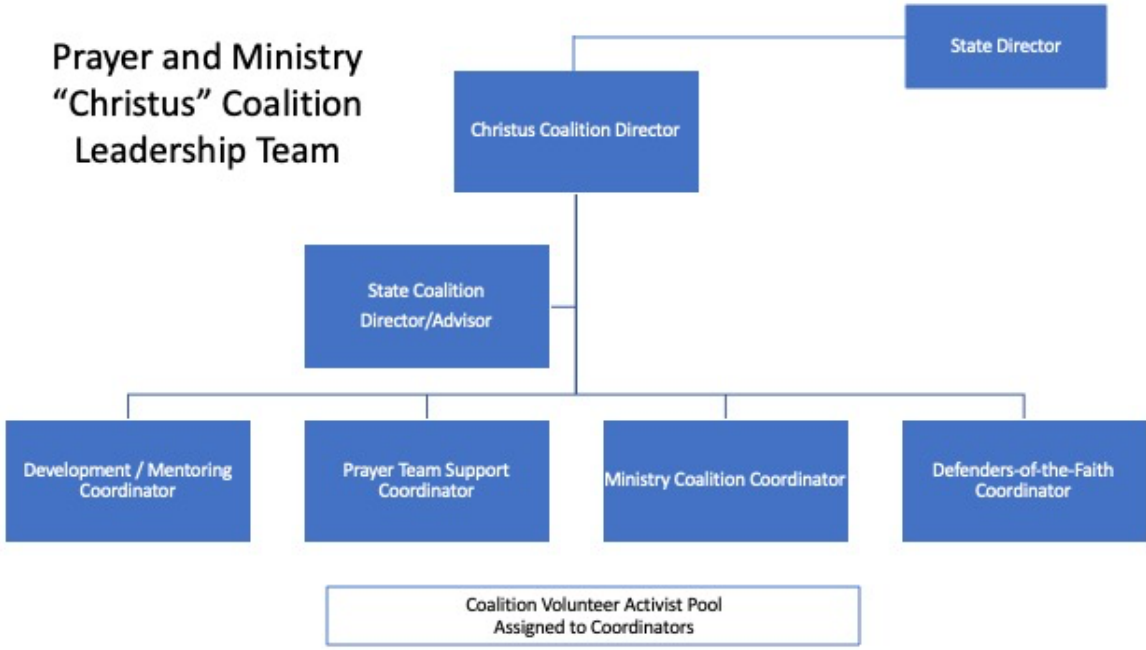 Prayer and Ministry
“Christus” Coalition
Leadership Team
State Director
Christus Coalition Director
State Coalition
Director/Advisor
Development / Mentoring
Coordinator
Prayer Team Support
Coordinator
Ministry Coalition Coordinator
Defenders-of-the-Faith
Coordinator
Coalition Volunteer Activist Pool
Assigned to Coordinators